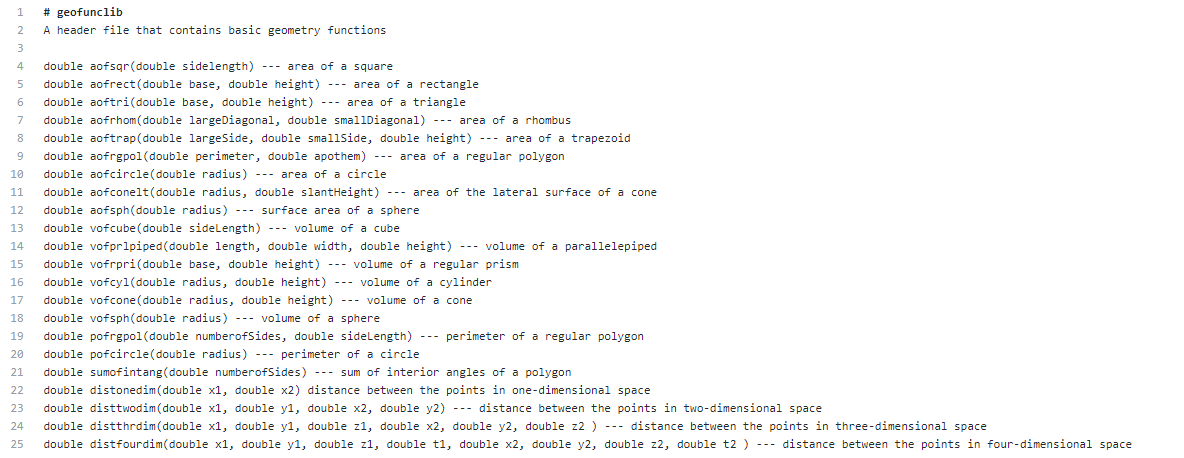 1 # geofunclib
2 A header file that contains basic geometry functions
3
4 double aofsqr(double sidelength) --- area of a square
5 double aofrect(double base, double height) --- area of a rectangle
6 double aoftri(double base, double height) --- area of a triangle
7 double aofrhom(double largeDiagonal, double smallDiagonal) --- area of a rhombus
8 double aoftrap(double largeSide, double smallSide, double height) --- area of a trapezoid
9 double aofrgpol(double perimeter, double apothem) --- area of a regular polygon
10 double aofcircle(double radius) --- area of a circle
11 double aofconelt(double radius, double slantHeight) --- area of the lateral surface of a cone
12 double aofsph(double radius) --- surface area of a sphere
13 double vofcube(double sideLength) --- volume of a cube
14 double vofprlpiped(double length, double width, double height) --- volume of a parallelepiped
15 double vofrpri(double base, double height) --- volume of a regular prism
16 double vofcyl(double radius, double height) --- volume of a cylinder
17 double vofcone(double radius, double height) --- volume of a cone
18 double vofsph(double radius) --- volume of a sphere
19 double pofrgpol(double numberofSides, double sideLength) --- perimeter of a regular polygon
20 double pofcircle(double radius) --- perimeter of a circle
21 double sumofintang(double numberofSides) --- sum of interior angles of a polygon
22 double distonedim(double x1, double x2) distance between the points in one-dimensional space
23 double disttwodim(double x1, double y1, double x2, double y2) --- distance between the points in two-dimensional space
24 double distthrdim(double x1, double y1, double z1, double x2, double y2, double z2 ) --- distance between the points in three-dimensional space
25 double distfourdim(double x1, double y1, double z1, double t1, double x2, double y2, double z2, double t2 ) --- distance between the points in four-dimensional space